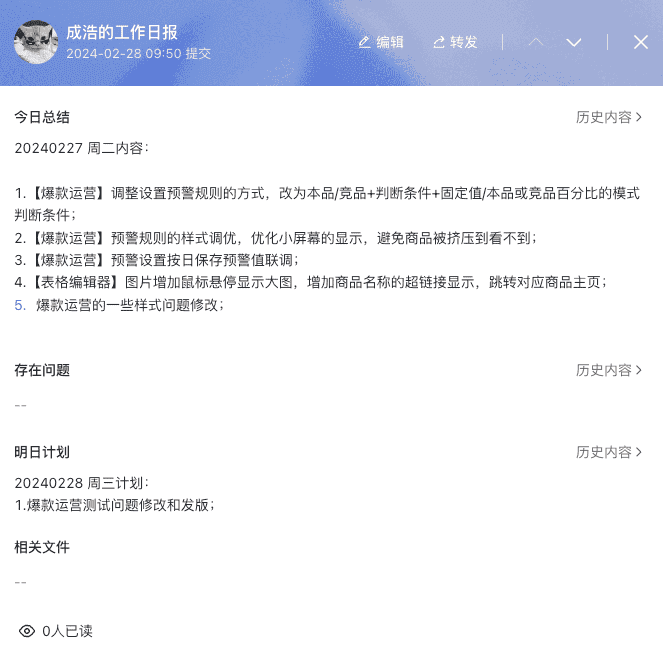 成浩的工作日报
2024-02-28 09:50 提交
编辑
转发
今日总结
历史内容
20240227 周二内容:
1.【爆款运营】调整设置预警规则的方式，改为本品/竞品+判断条件+固定值/本品或竞品百分比的模式
判断条件；
2.【爆款运营】预警规则的样式调优，优化小屏幕的显示，避免商品被挤压到看不到；
3.【爆款运营】预警设置按日保存预警值联调；
4.【表格编辑器】图片增加鼠标悬停显示大图，增加商品名称的超链接显示，跳转对应商品主页；
5. 爆款运营的一些样式问题修改；
存在问题
历史内容
--
明日计划
历史内容
20240228 周三计划:
1.爆款运营测试问题修改和发版；
相关文件
--
0人已读